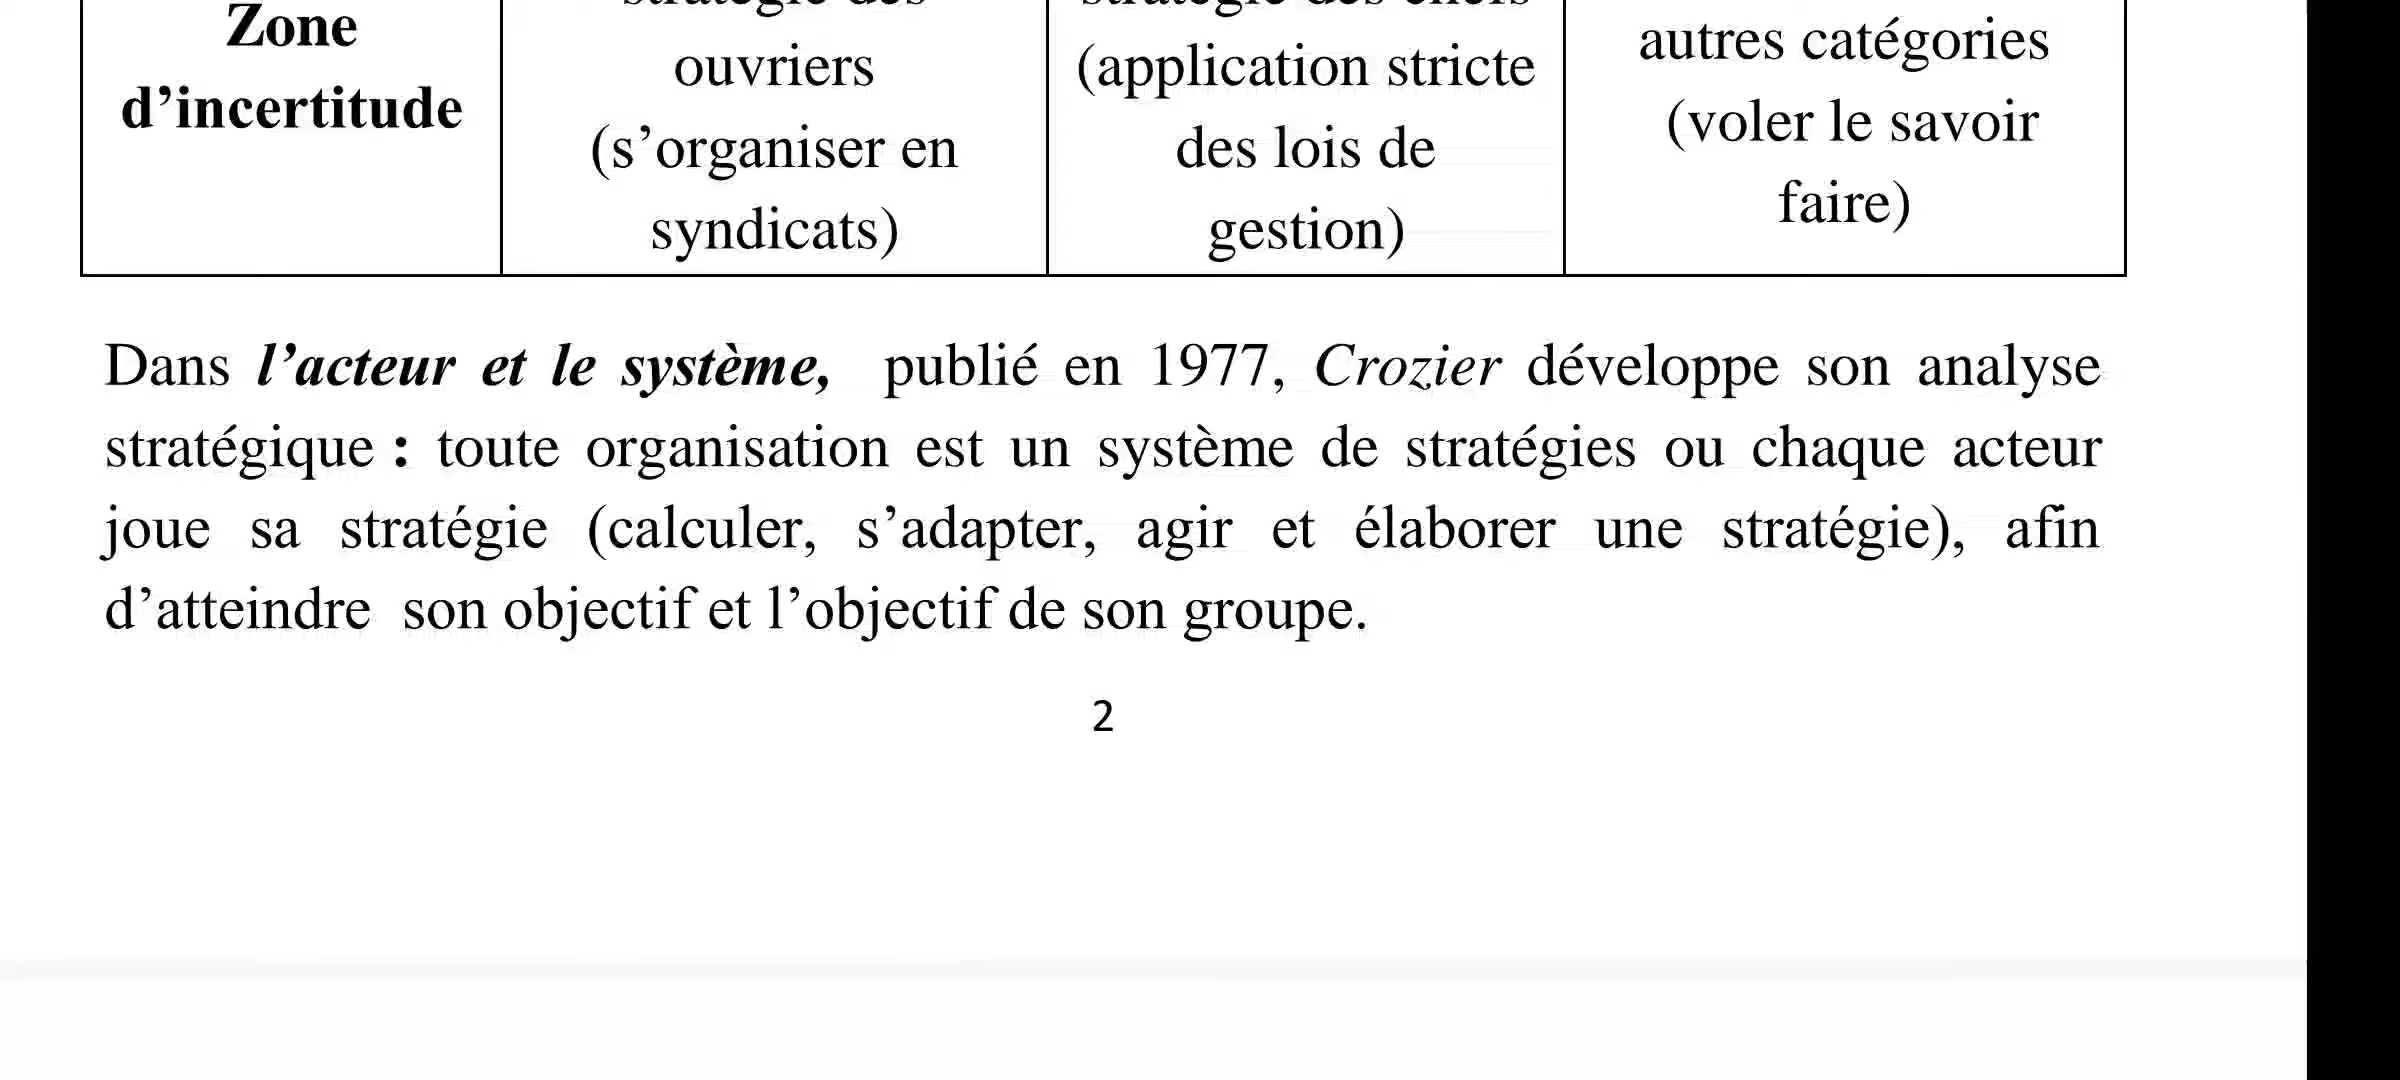 Zone
d’incertitude
ouvriers
(s’organiser en
syndicats)
(application stricte
des lois de
gestion)
autres catégories
(voler le savoir
faire)
Dans l’acteur et le système, publié en 1977, Crozier développe son analyse
stratégique : toute organisation est un système de stratégies ou chaque acteur
joue sa stratégie (calculer, s’adapter, agir et élaborer une stratégie), afin
d’atteindre son objectif et l’objectif de son groupe.
2